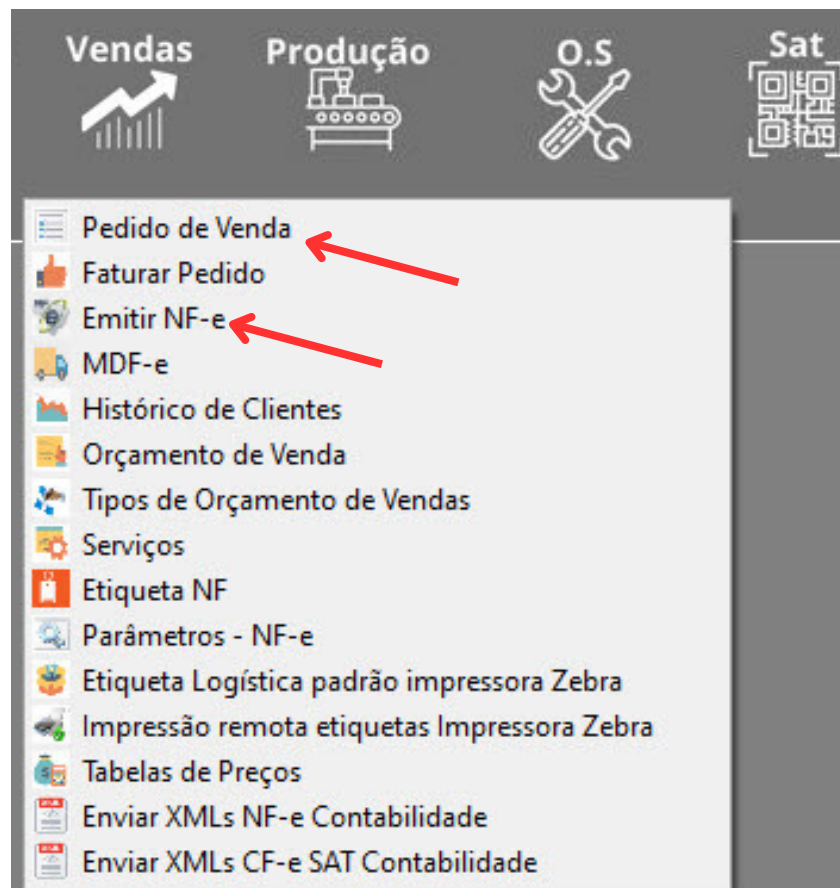 Vendas
Produção
O.S
Sat
Pedido de Venda
Faturar Pedido
Emitir NF-e
MDF-e
Histórico de Clientes
Orçamento de Venda
Tipos de Orçamento de Vendas
Serviços
Etiqueta NF
Parâmetros - NF-e
Etiqueta Logística padrão impressora Zebra
Impressão remota etiquetas Impressora Zebra
Tabelas de Preços
Enviar XMLs NF-e Contabilidade
Enviar XMLs CF-e SAT Contabilidade